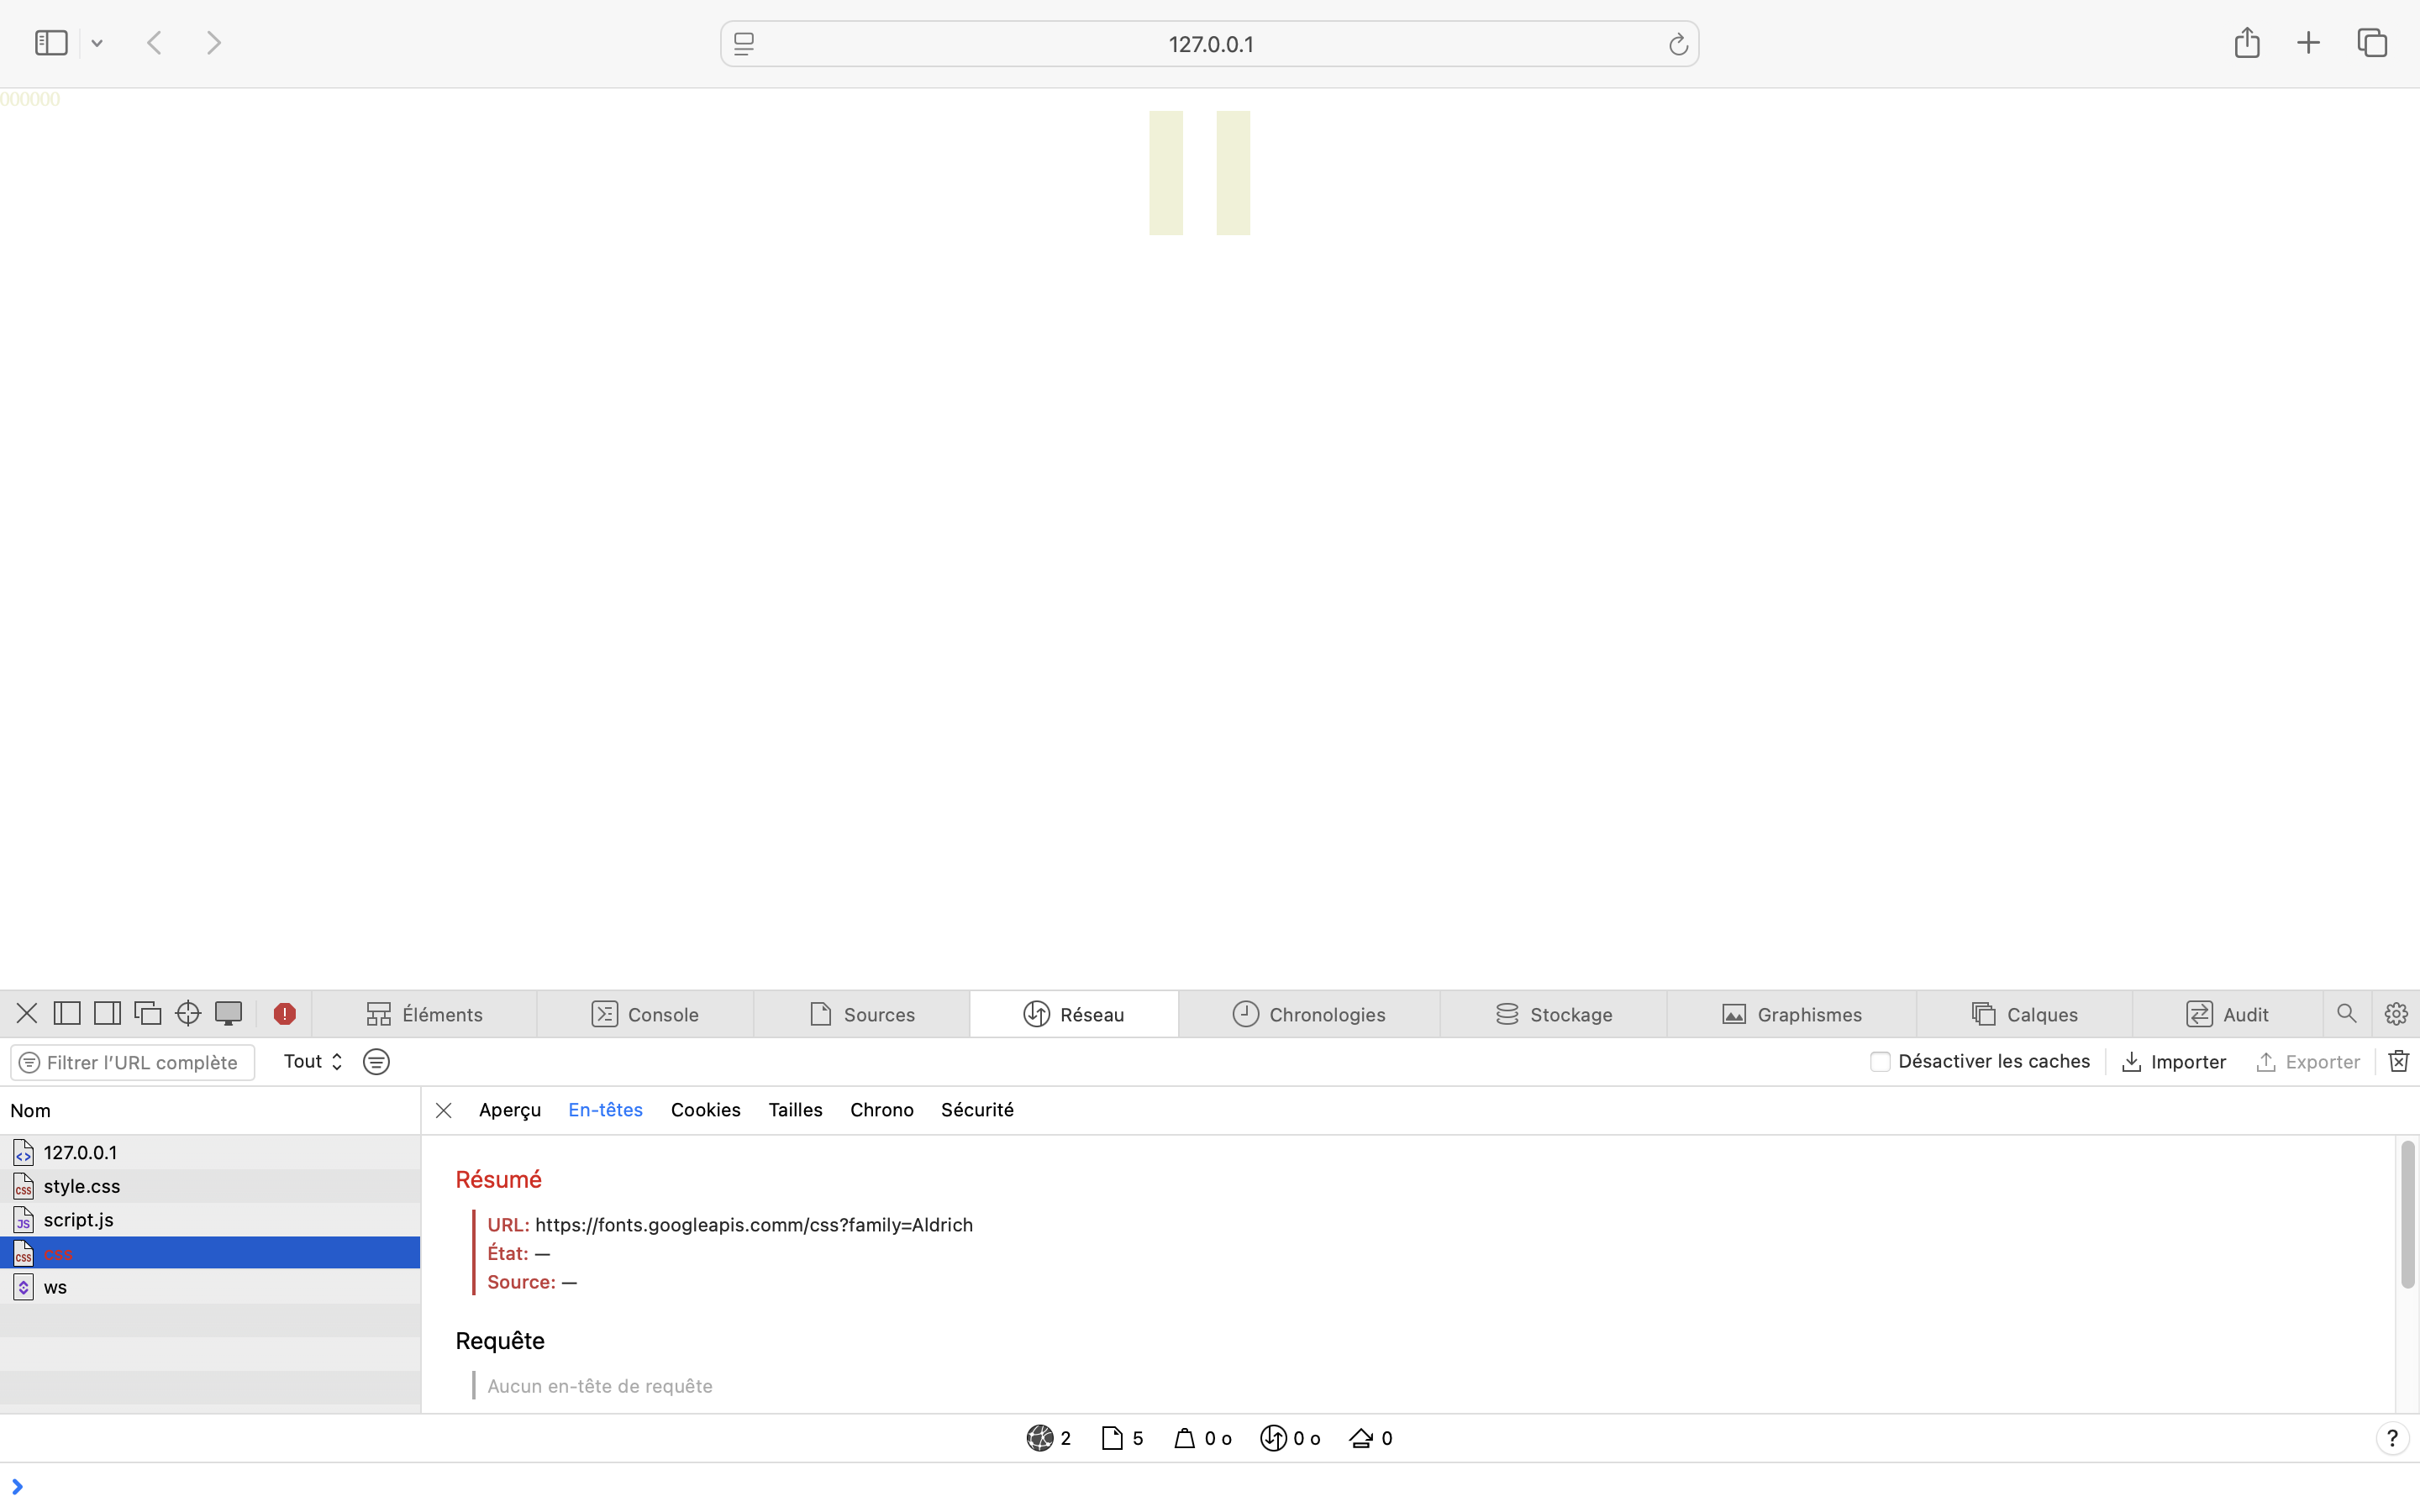 127.0.0.1
000000
Éléments
Console
Sources
Réseau
Chronologies
Stockage
Graphismes
Calques
Audit
Filtrer l’URL complète
Tout
Désactiver les caches
Importer
Exporter
Nom
Aperçu
En-têtes
Cookies
Tailles
Chrono
Sécurité
127.0.0.1
style.css
script.js
css
ws
Résumé
URL: https://fonts.googleapis.comm/css?family=Aldrich
État: —
Source: —
Requête
Aucun en-tête de requête
2
5
0 o
0 o
0
?